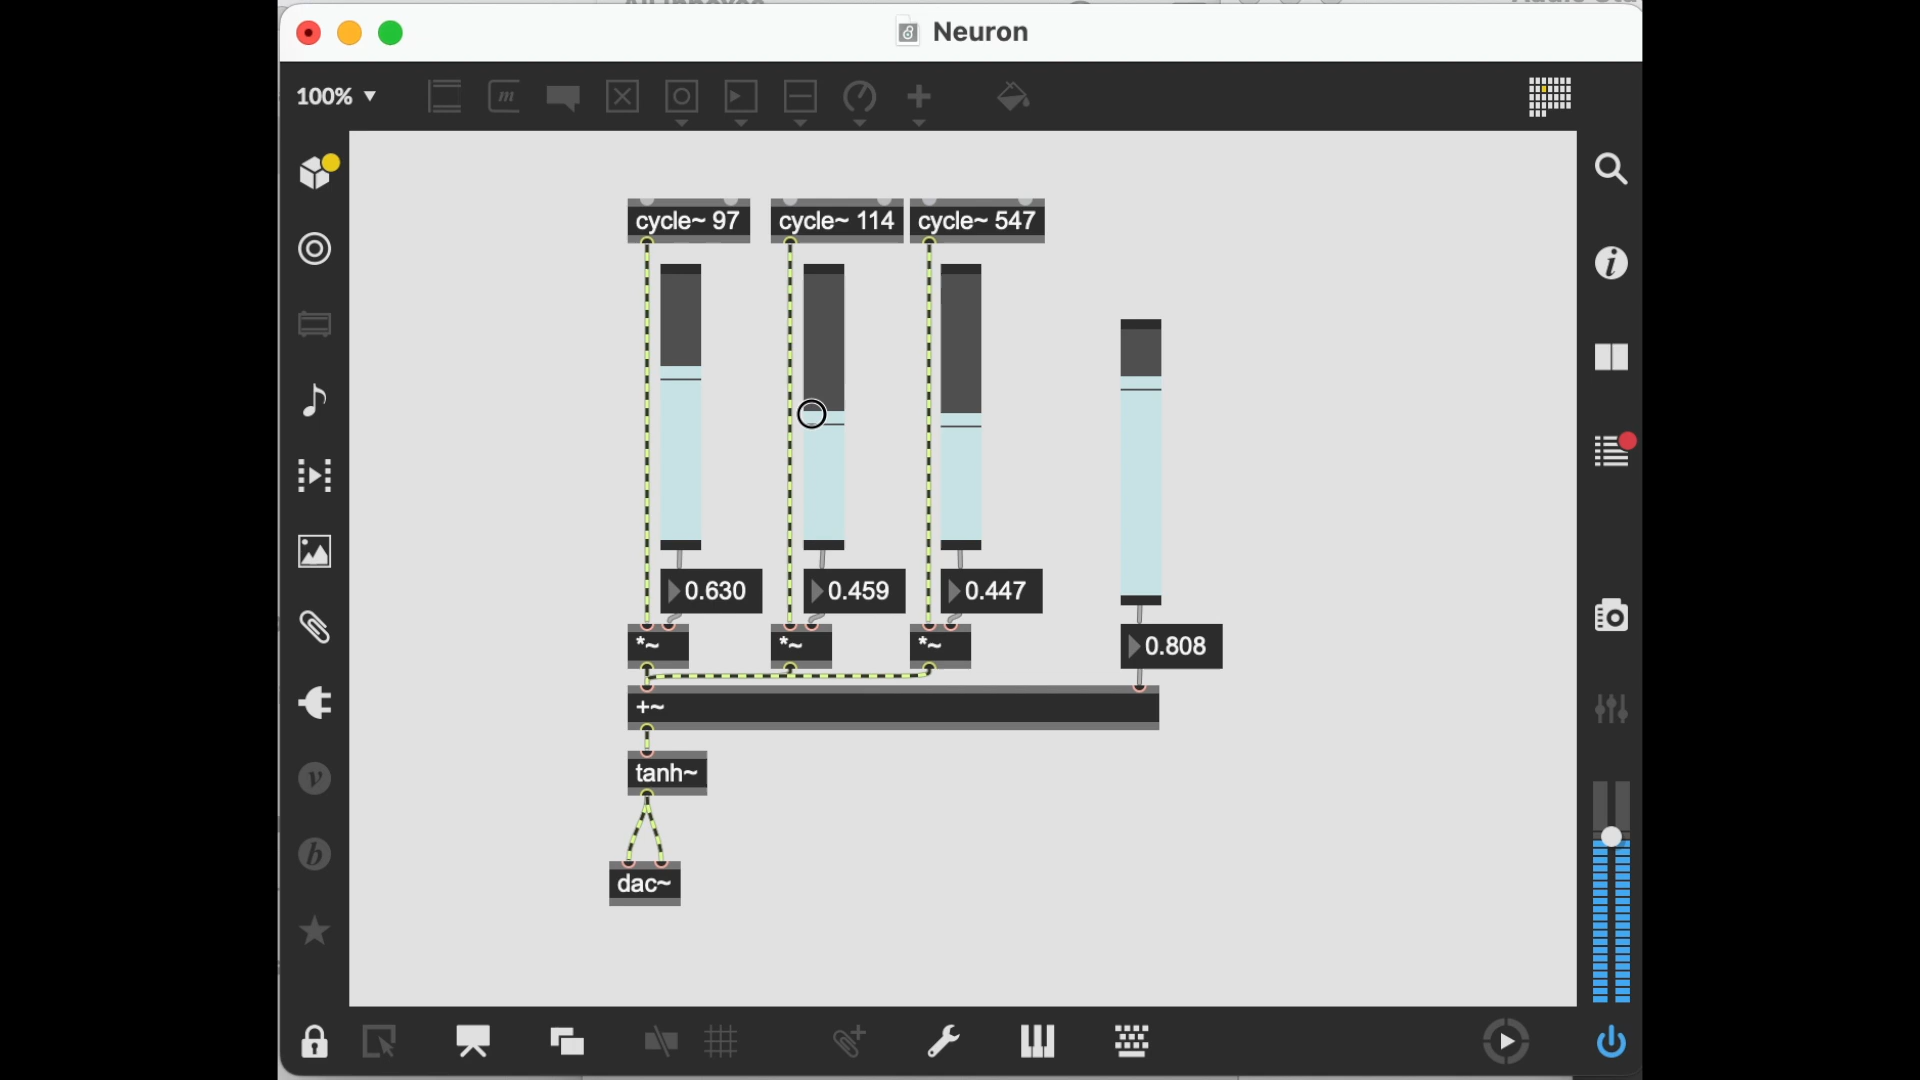 Neuron
100%
m
cycle~ 97
cycle~ 114
cycle~ 547
0.630
0.459
0.447
*~
*~
*~
0.808
+~
tanh~
dac~
v
b